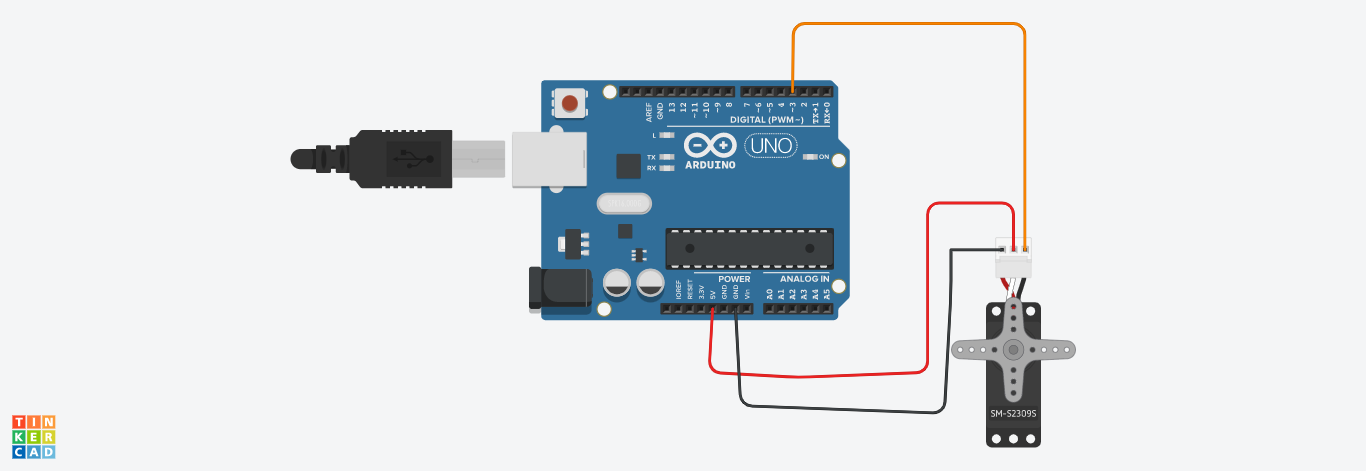 AREF
GND
13
12
~11
~10
~9
8
7
~6
~5
4
~3
2
TX→1
RX←0
DIGITAL (PWM~)
L
TX
RX
UNO
ON
ARDUINO
POWER
ANALOG IN
IOREF
RESET
3.3V
5V
GND
GND
Vin
A0
A1
A2
A3
A4
A5
SM-S2309S
TIN
KER
CAD